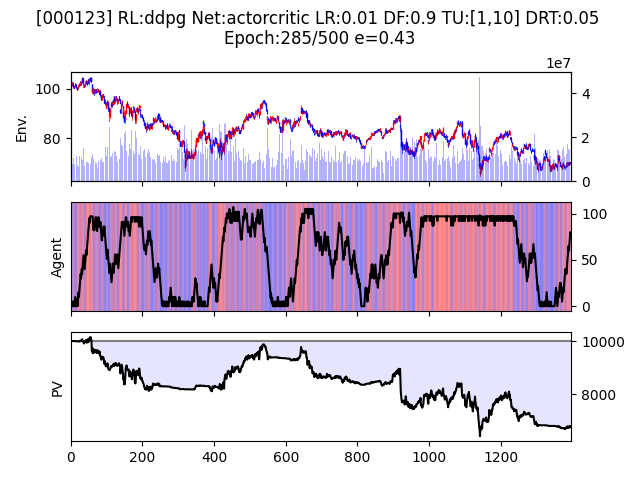 [000123] RL:ddpg Net:actorcritic LR:0.01 DF:0.9 TU:[1,10] DRT:0.05
Epoch:285/500 e=0.43
1e7
100
80
Env.
4
2
0
Agent
100
50
0
PV
10000
8000
0 200 400 600 800 1000 1200